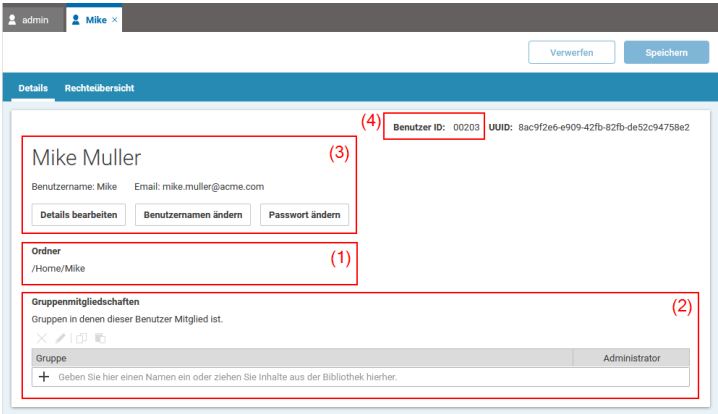 admin Mike ×
Verwerfen Speichern
Details Rechteübersicht
(4) Benutzer ID: 00203 UUID: 8ac9f2e6-e909-42fb-82fb-de52c94758e2
Mike Muller (3)
Benutzername: Mike Email: mike.muller@acme.com
Details bearbeiten Benutzernamen ändern Passwort ändern
Ordner
/Home/Mike (1)
Gruppenmitgliedschaften (2)
Gruppen in denen dieser Benutzer Mitglied ist.
Gruppe Administrator
+ Geben Sie hier einen Namen ein oder ziehen Sie Inhalte aus der Bibliothek hierher.